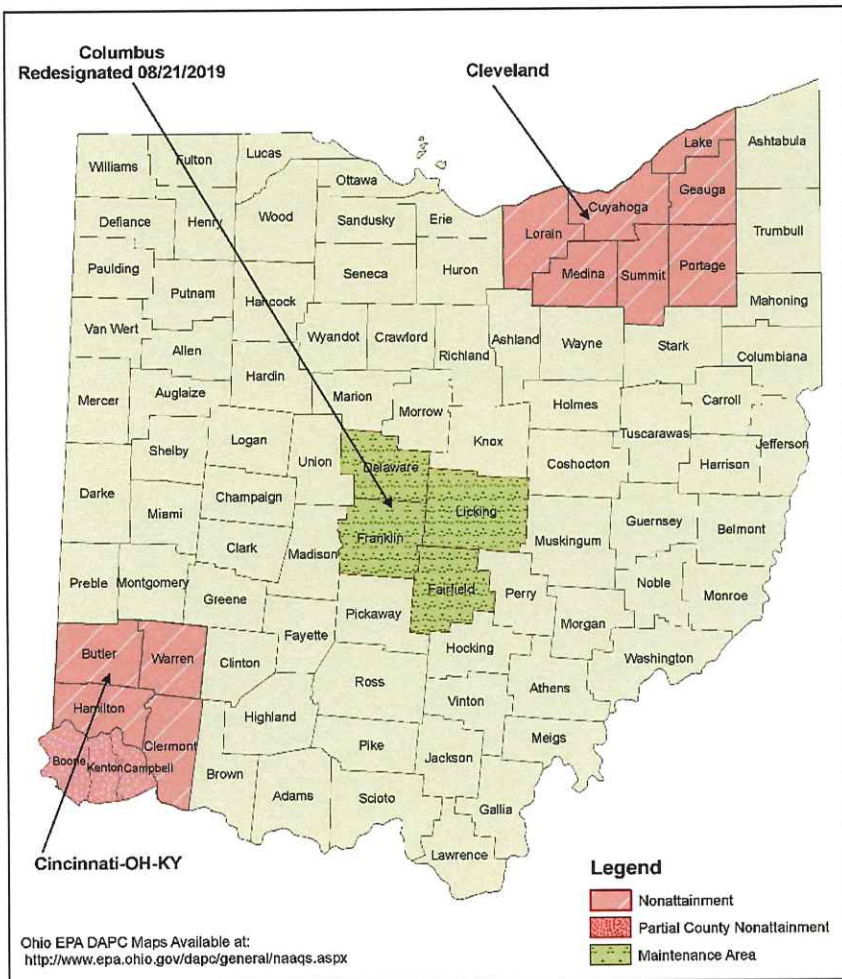 Columbus
Redesignated 08/21/2019
Cleveland
Williams
Fulton
Lucas
Ottawa
Lake
Ashtabula
Geauga
Cuyahoga
Defiance
Henry
Wood
Sandusky
Erie
Lorain
Trumbull
Paulding
Seneca
Huron
Medina
Summit
Portage
Putnam
Hancock
Mahoning
Van Wert
Wyandot
Crawford
Richland
Ashland
Wayne
Stark
Columbiana
Allen
Hardin
Mercer
Auglaize
Marion
Morrow
Holmes
Carroll
Logan
Knox
Tuscarawas
Jefferson
Shelby
Union
Delaware
Coshocton
Harrison
Darke
Champaign
Licking
Miami
Franklin
Guernsey
Belmont
Clark
Madison
Muskingum
Preble
Montgomery
Fairfield
Noble
Greene
Perry
Monroe
Pickaway
Morgan
Fayette
Butler
Warren
Clinton
Hocking
Washington
Ross
Athens
Hamilton
Vinton
Highland
Clermont
Meigs
Boone
Kenton
Campbell
Pike
Jackson
Brown
Adams
Scioto
Gallia
Lawrence
Cincinnati-OH-KY
Legend
Nonattainment
Partial County Nonattainment
Maintenance Area
Ohio EPA DAPC Maps Available at:
http://www.epa.ohio.gov/dapc/general/naaqs.aspx